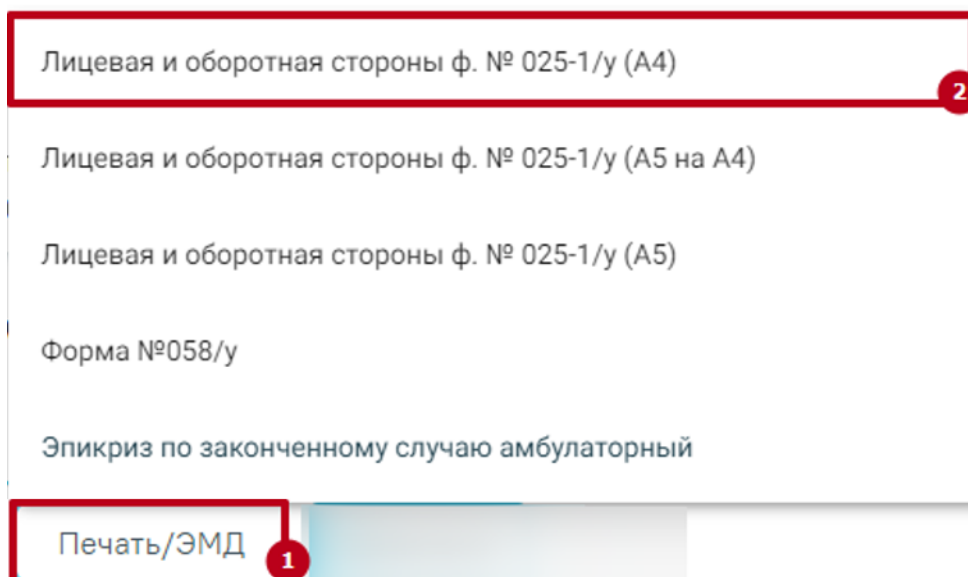 Лицевая и оборотная стороны ф. № 025-1/у (А4)
2
Лицевая и оборотная стороны ф. № 025-1/у (А5 на А4)
Лицевая и оборотная стороны ф. № 025-1/у (А5)
Форма №058/у
Эпикриз по законченному случаю амбулаторный
Печать/ЭМД
1